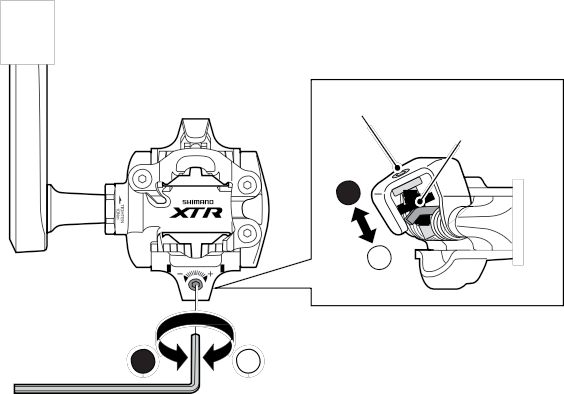 SHIMANO
XTR
− +